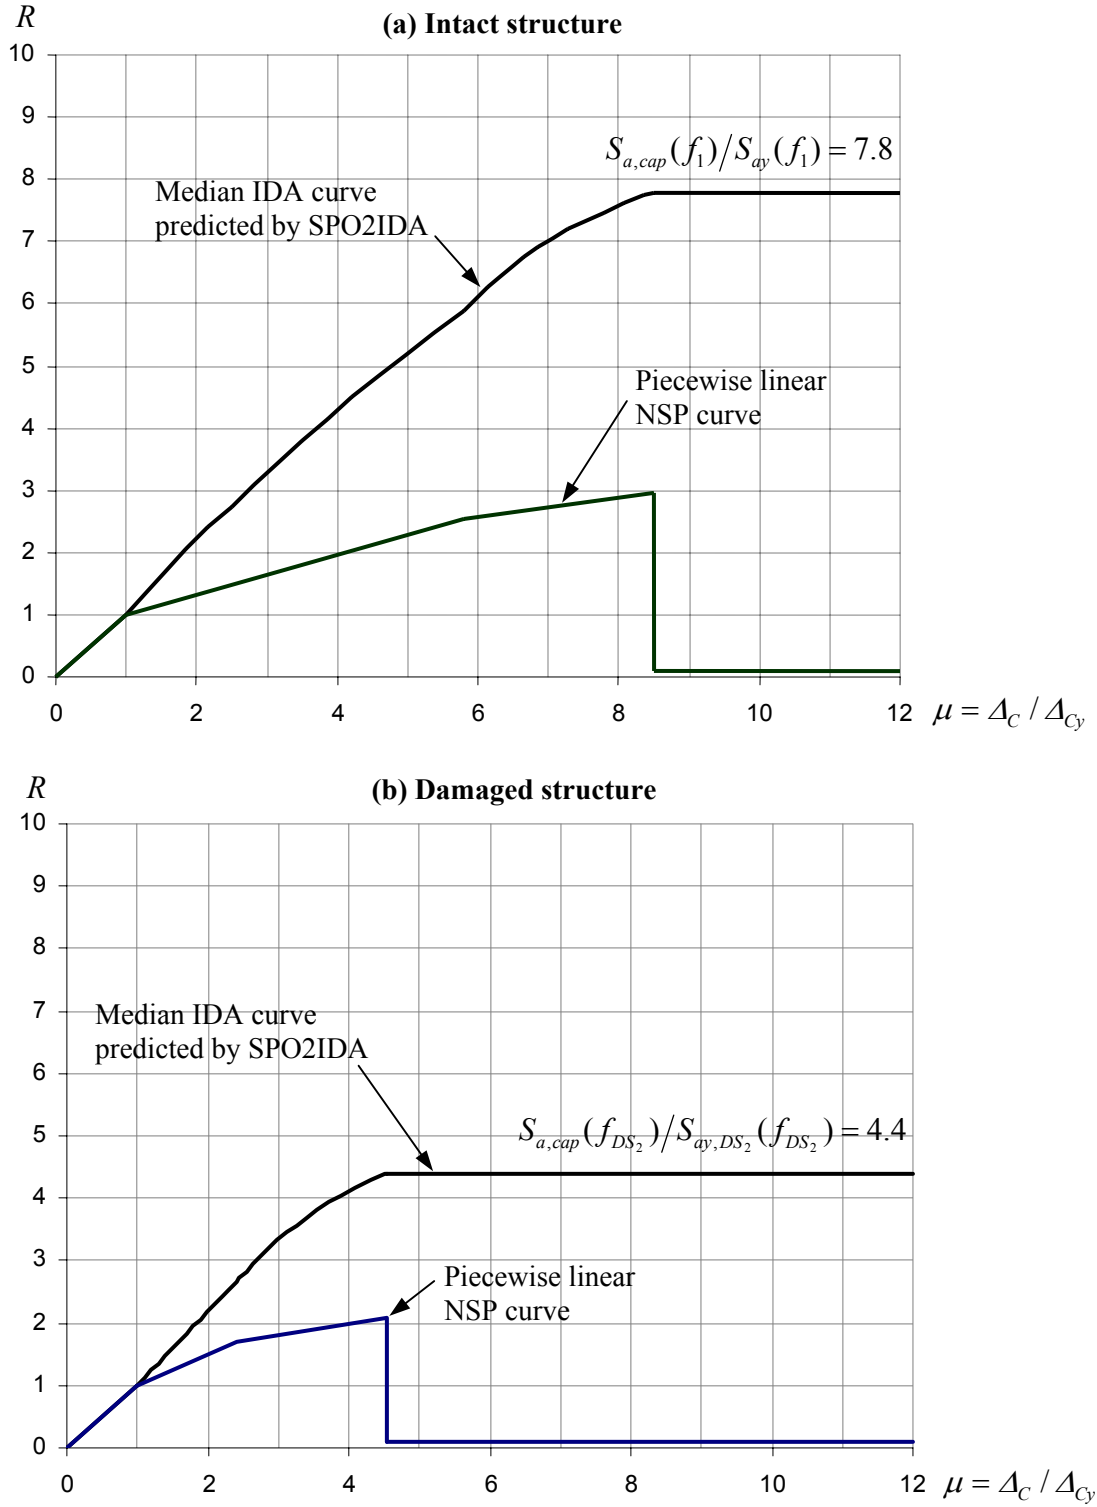 R
(a) Intact structure
10
9
8
7
6
5
4
3
2
1
0
S_{a,cap}(f_1)/S_{ay}(f_1) = 7.8
Median IDA curve
predicted by SPO2IDA
Piecewise linear
NSP curve
0 2 4 6 8 10 12
μ = Δ_C / Δ_{Cy}
R
(b) Damaged structure
10
9
8
7
6
5
4
3
2
1
0
Median IDA curve
predicted by SPO2IDA
S_{a,cap}(f_{DS_2})/S_{ay,DS_2}(f_{DS_2}) = 4.4
Piecewise linear
NSP curve
0 2 4 6 8 10 12
μ = Δ_C / Δ_{Cy}